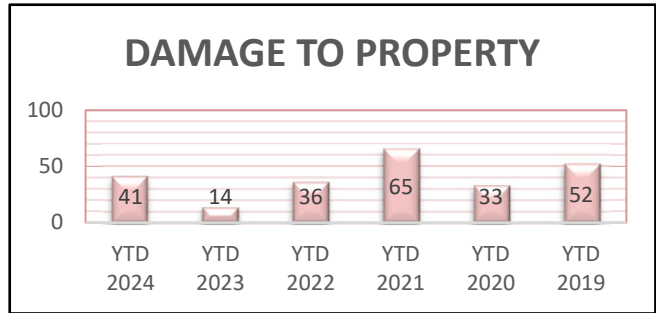 DAMAGE TO PROPERTY
100
50
0
41
14
36
65
33
52
YTD 2024
YTD 2023
YTD 2022
YTD 2021
YTD 2020
YTD 2019